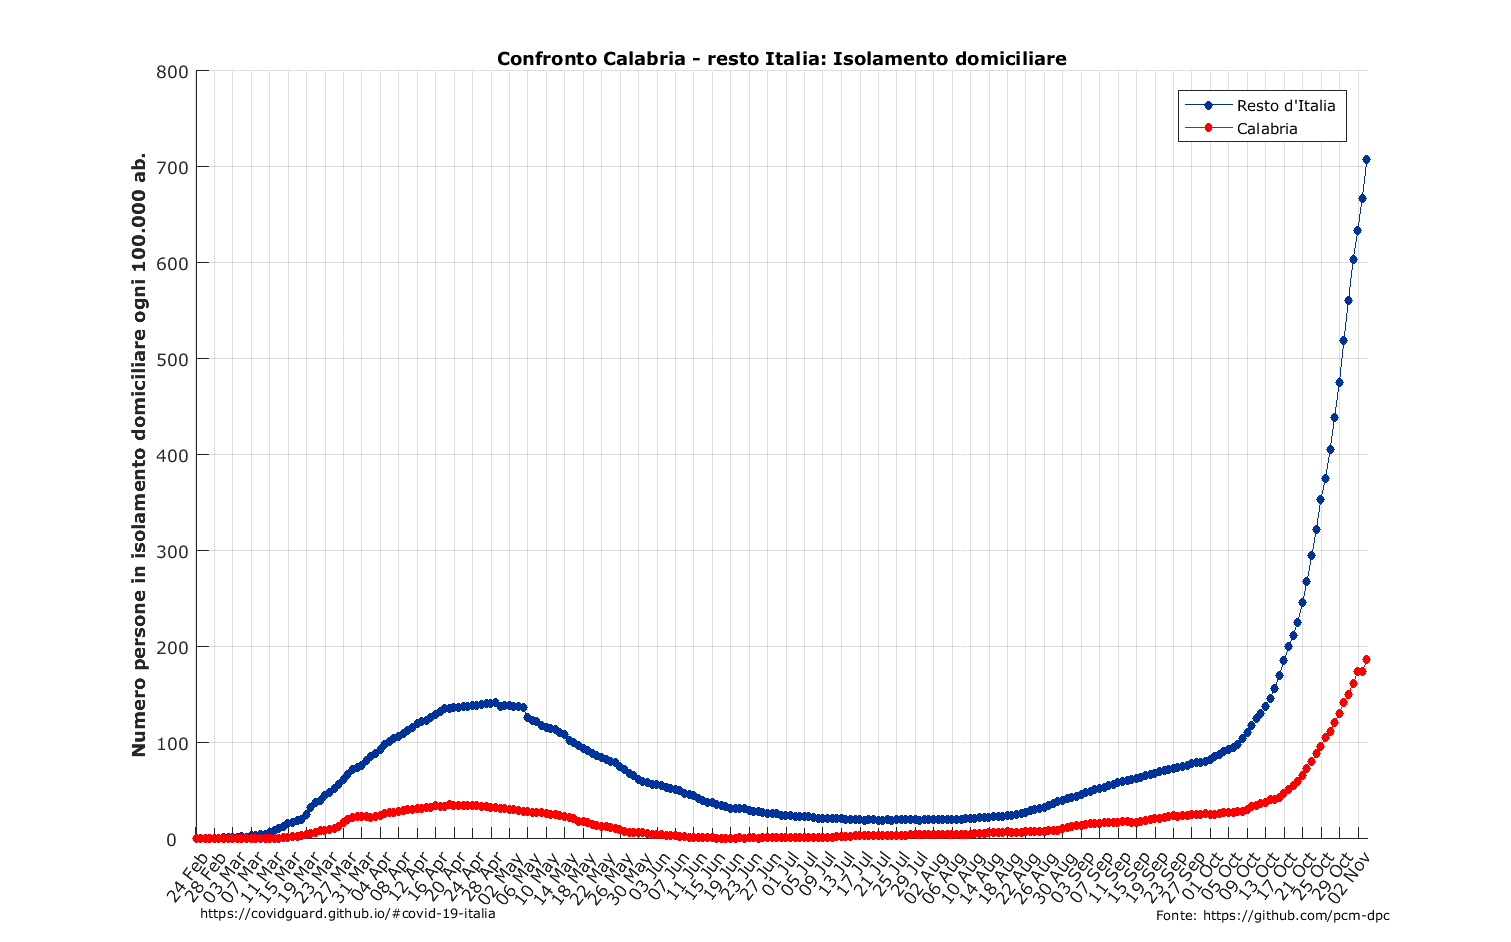 Confronto Calabria - resto Italia: Isolamento domiciliare
Numero persone in isolamento domiciliare ogni 100.000 ab.
800
700
600
500
400
300
200
100
0
Resto d'Italia
Calabria
24 Feb
28 Feb
03 Mar
07 Mar
11 Mar
15 Mar
19 Mar
23 Mar
27 Mar
31 Mar
04 Apr
08 Apr
12 Apr
16 Apr
20 Apr
24 Apr
28 Apr
02 May
06 May
10 May
14 May
18 May
22 May
26 May
30 May
03 Jun
07 Jun
11 Jun
15 Jun
19 Jun
23 Jun
27 Jun
01 Jul
05 Jul
09 Jul
13 Jul
17 Jul
21 Jul
25 Jul
29 Jul
02 Aug
06 Aug
10 Aug
14 Aug
18 Aug
22 Aug
26 Aug
30 Aug
03 Sep
07 Sep
11 Sep
15 Sep
19 Sep
23 Sep
27 Sep
01 Oct
05 Oct
09 Oct
13 Oct
17 Oct
21 Oct
25 Oct
29 Oct
02 Nov
https://covidguard.github.io/#covid-19-italia
Fonte: https://github.com/pcm-dpc